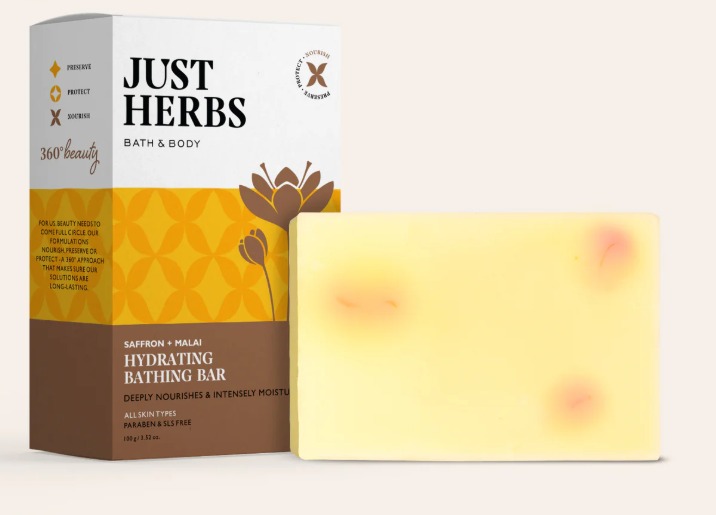 PRESERVE
PROTECT
NOURISH
360° beauty
FOR US, BEAUTY NEEDS TO
COME FULL CIRCLE. OUR
FORMULATIONS
NOURISH, PRESERVE OR
PROTECT - A 360° APPROACH
THAT MAKES SURE OUR
SOLUTIONS ARE
LONG-LASTING.
JUST
HERBS
BATH & BODY
PROTECT • NOURISH • PRESERVE •
SAFFRON + MALAI
HYDRATING
BATHING BAR
DEEPLY NOURISHES & INTENSELY MOISTU
ALL SKIN TYPES
PARABEN & SLS FREE
100 g / 3.52 oz.